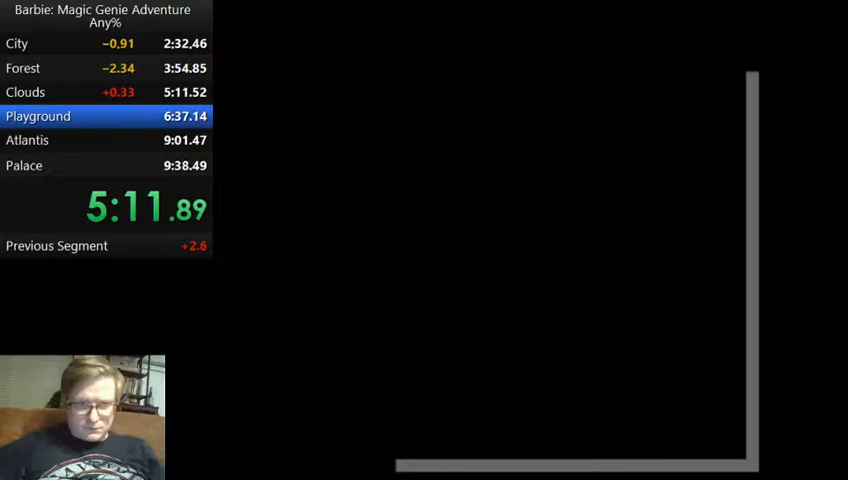 Barbie: Magic Genie Adventure
Any%
City −0.91 2:32.46
Forest −2.34 3:54.85
Clouds +0.33 5:11.52
Playground 6:37.14
Atlantis 9:01.47
Palace 9:38.49
5:11.89
Previous Segment +2.6